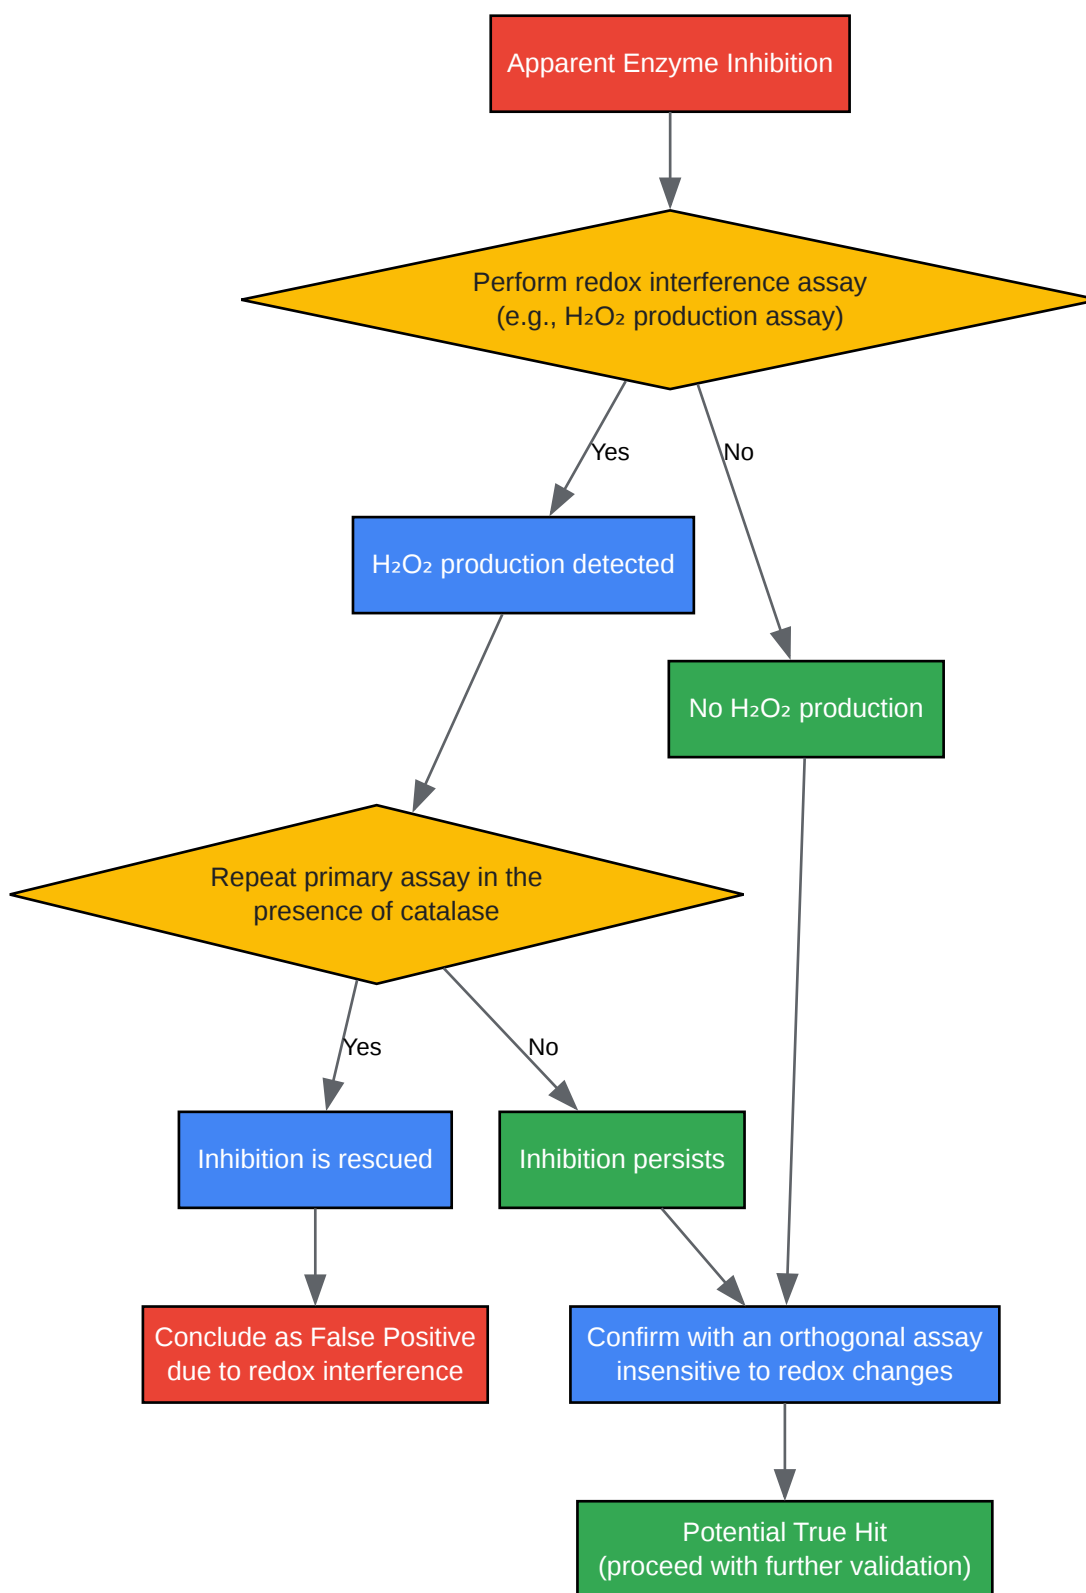 Apparent Enzyme Inhibition
Perform redox interference assay
(e.g., H₂O₂ production assay)
Yes
No
H₂O₂ production detected
No H₂O₂ production
Repeat primary assay in the
presence of catalase
Yes
No
Inhibition is rescued
Inhibition persists
Conclude as False Positive
due to redox interference
Confirm with an orthogonal assay
insensitive to redox changes
Potential True Hit
(proceed with further validation)